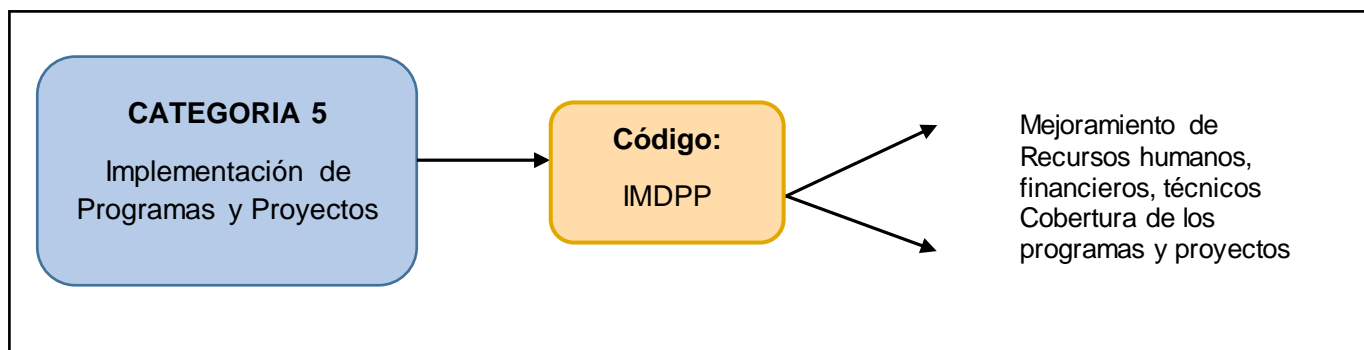 CATEGORIA 5
Implementación de
Programas y Proyectos
Código:
IMDPP
Mejoramiento de
Recursos humanos,
financieros, técnicos
Cobertura de los
programas y proyectos